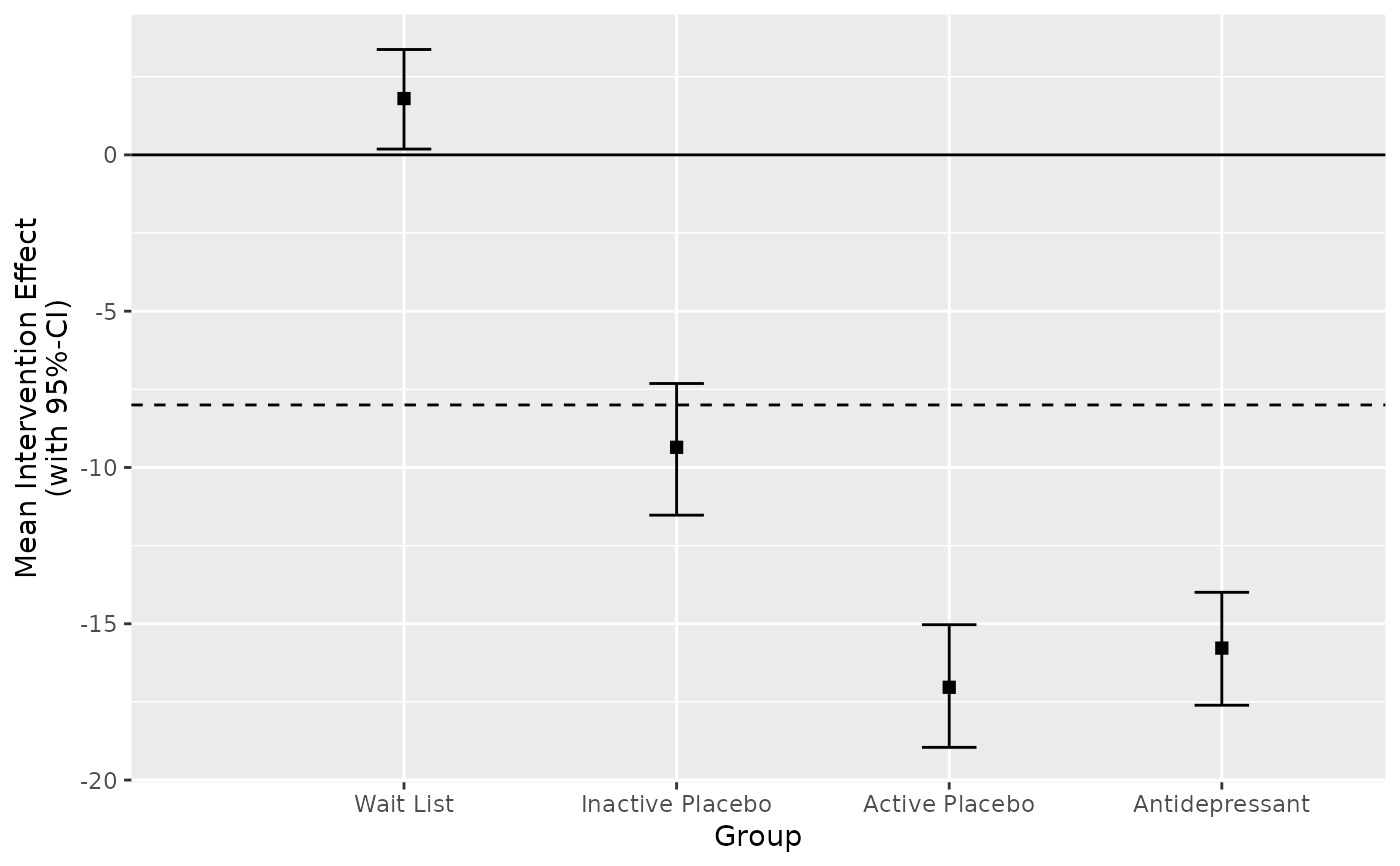 Mean Intervention Effect
(with 95%-CI)
0
-5
-10
-15
-20
Wait List
Inactive Placebo
Active Placebo
Antidepressant
Group